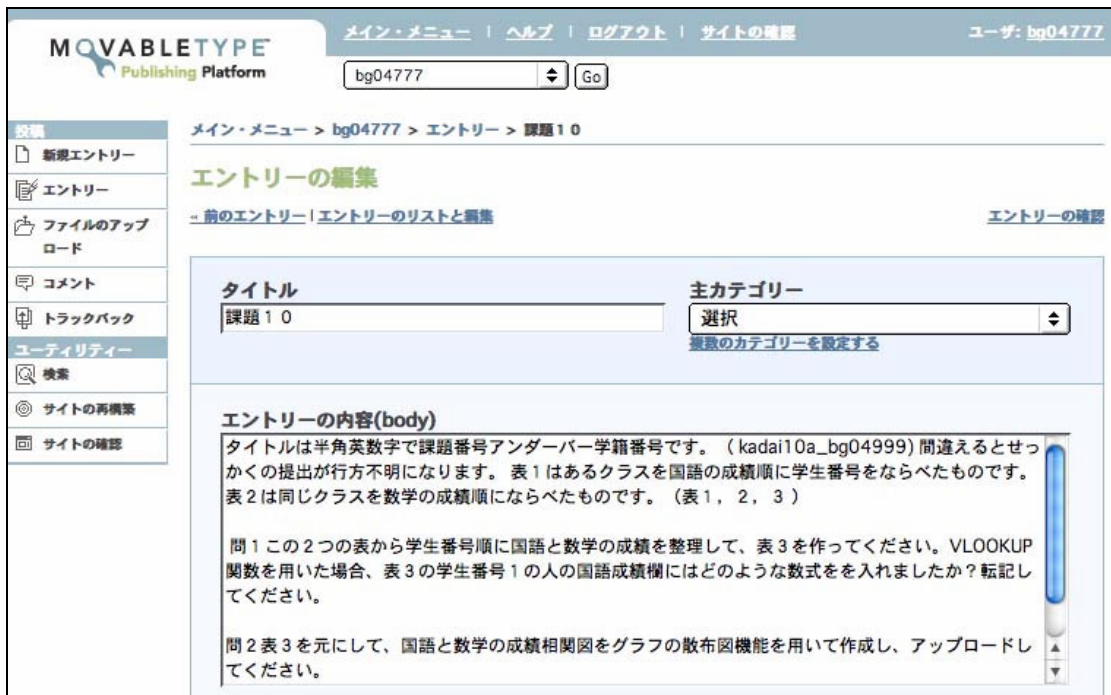 MOVABLETYPE
Publishing Platform
メイン・メニュー | ヘルプ | ログアウト | サイトの確認
ユーザ: bg04777
bg04777
Go
投稿
新規エントリー
エントリー
ファイルのアップ
ロード
コメント
トラックバック
ユーティリティー
検索
サイトの再構築
サイトの確認
メイン・メニュー > bg04777 > エントリー > 課題１０
エントリーの編集
« 前のエントリー | エントリーのリストと編集
エントリーの確認
タイトル
課題１０
主カテゴリー
選択
複数のカテゴリーを設定する
エントリーの内容(body)
タイトルは半角英数字で課題番号アンダーバー学籍番号です。（kadai10a_bg04999)間違えるとせっ
かくの提出が行方不明になります。 表１はあるクラスを国語の成績順に学生番号をならべたものです。
表２は同じクラスを数学の成績順にならべたものです。（表１，２，３）
問１この２つの表から学生番号順に国語と数学の成績を整理して、表３を作ってください。VLOOKUP
関数を用いた場合、表３の学生番号１の人の国語成績欄にはどのような数式をを入れましたか？転記し
てください。
問２表３を元にして、国語と数学の成績相関図をグラフの散布図機能を用いて作成し、アップロードし
てください。